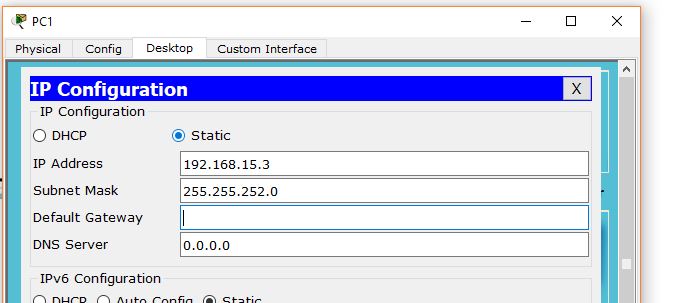 PC1
Physical Config Desktop Custom Interface
IP Configuration X
IP Configuration
DHCP Static
IP Address 192.168.15.3
Subnet Mask 255.255.252.0
Default Gateway
DNS Server 0.0.0.0
IPv6 Configuration
DHCP Auto Config Static